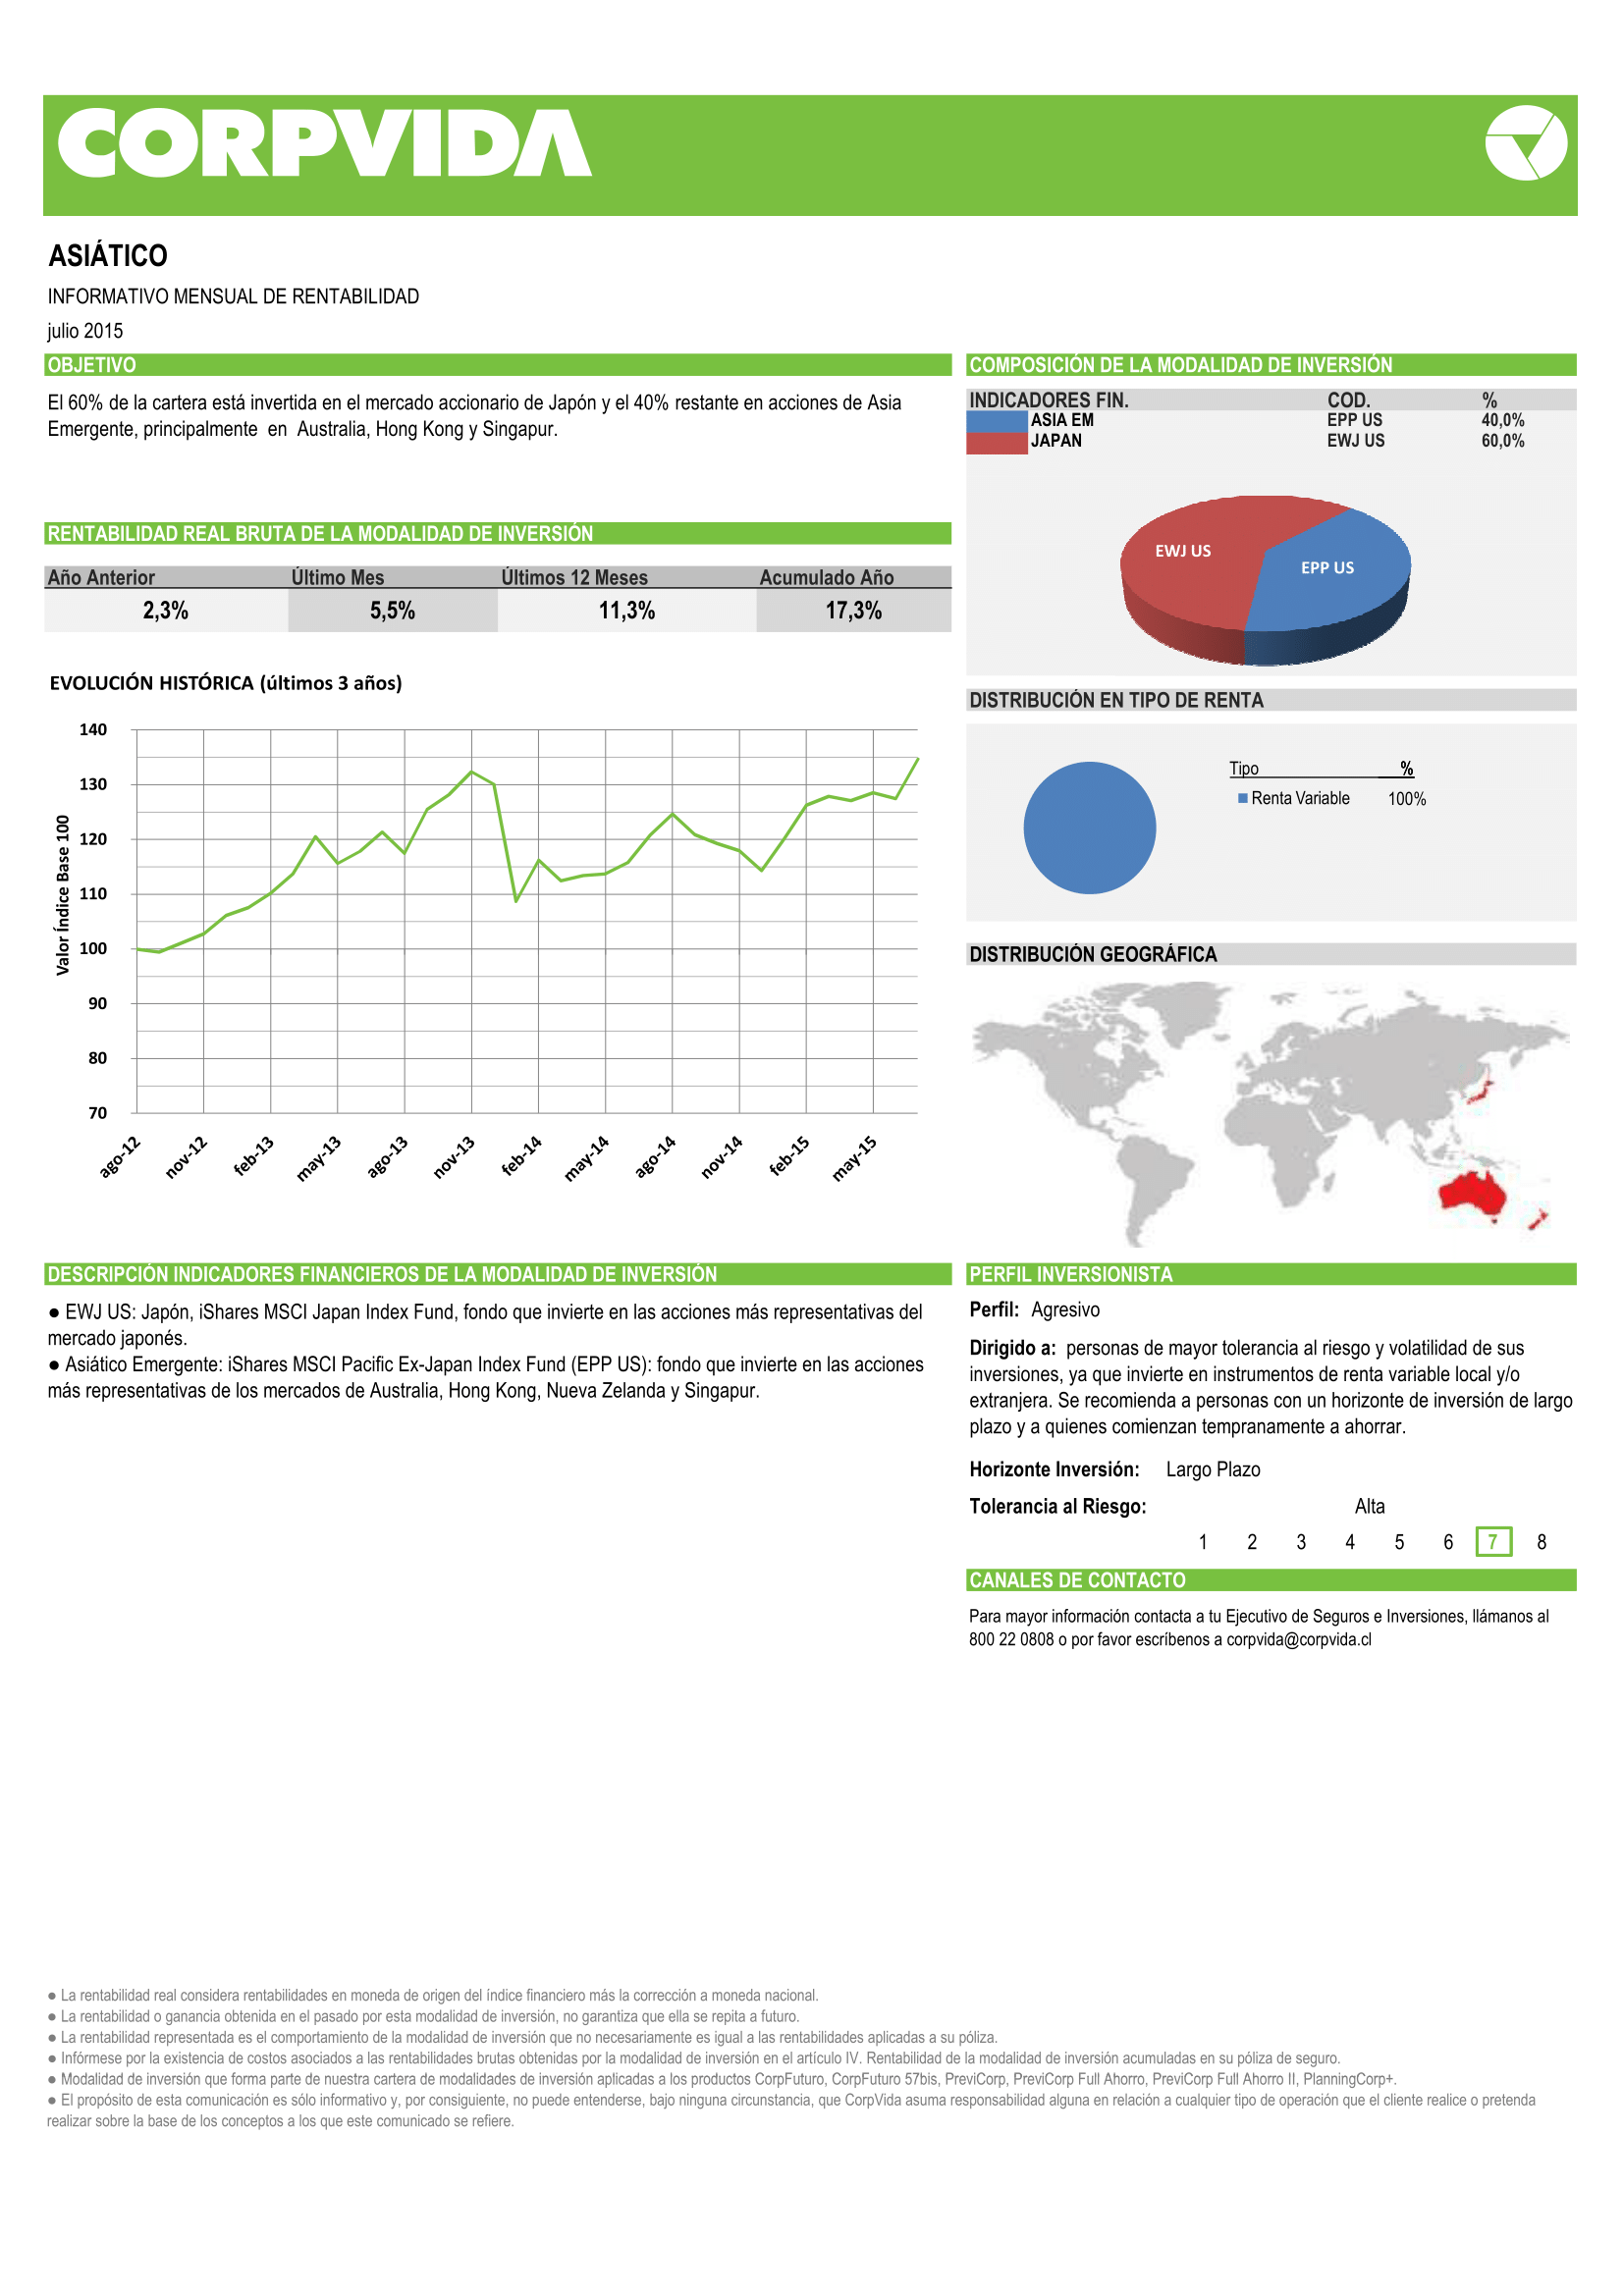 CORPVIDA
ASIÁTICO
INFORMATIVO MENSUAL DE RENTABILIDAD
julio 2015
OBJETIVO
El 60% de la cartera está invertida en el mercado accionario de Japón y el 40% restante en acciones de Asia
Emergente, principalmente en Australia, Hong Kong y Singapur.
RENTABILIDAD REAL BRUTA DE LA MODALIDAD DE INVERSIÓN
Año Anterior Último Mes Últimos 12 Meses Acumulado Año
2,3% 5,5% 11,3% 17,3%
EVOLUCIÓN HISTÓRICA (últimos 3 años)
Valor Índice Base 100
140
130
120
110
100
90
80
70
ago-12 nov-12 feb-13 may-13 ago-13 nov-13 feb-14 may-14 ago-14 nov-14 feb-15 may-15
COMPOSICIÓN DE LA MODALIDAD DE INVERSIÓN
INDICADORES FIN. COD. %
ASIA EM EPP US 40,0%
JAPAN EWJ US 60,0%
EWJ US
EPP US
DISTRIBUCIÓN EN TIPO DE RENTA
Tipo %
Renta Variable 100%
DISTRIBUCIÓN GEOGRÁFICA
DESCRIPCIÓN INDICADORES FINANCIEROS DE LA MODALIDAD DE INVERSIÓN
● EWJ US: Japón, iShares MSCI Japan Index Fund, fondo que invierte en las acciones más representativas del
mercado japonés.
● Asiático Emergente: iShares MSCI Pacific Ex-Japan Index Fund (EPP US): fondo que invierte en las acciones
más representativas de los mercados de Australia, Hong Kong, Nueva Zelanda y Singapur.
PERFIL INVERSIONISTA
Perfil: Agresivo
Dirigido a: personas de mayor tolerancia al riesgo y volatilidad de sus
inversiones, ya que invierte en instrumentos de renta variable local y/o
extranjera. Se recomienda a personas con un horizonte de inversión de largo
plazo y a quienes comienzan tempranamente a ahorrar.
Horizonte Inversión: Largo Plazo
Tolerancia al Riesgo: Alta
1 2 3 4 5 6 7 8
CANALES DE CONTACTO
Para mayor información contacta a tu Ejecutivo de Seguros e Inversiones, llámanos al
800 22 0808 o por favor escríbenos a corpvida@corpvida.cl
● La rentabilidad real considera rentabilidades en moneda de origen del índice financiero más la corrección a moneda nacional.
● La rentabilidad o ganancia obtenida en el pasado por esta modalidad de inversión, no garantiza que ella se repita a futuro.
● La rentabilidad representada es el comportamiento de la modalidad de inversión que no necesariamente es igual a las rentabilidades aplicadas a su póliza.
● Infórmese por la existencia de costos asociados a las rentabilidades brutas obtenidas por la modalidad de inversión en el artículo IV. Rentabilidad de la modalidad de inversión acumuladas en su póliza de seguro.
● Modalidad de inversión que forma parte de nuestra cartera de modalidades de inversión aplicadas a los productos CorpFuturo, CorpFuturo 57bis, PreviCorp, PreviCorp Full Ahorro, PreviCorp Full Ahorro II, PlanningCorp+.
● El propósito de esta comunicación es sólo informativo y, por consiguiente, no puede entenderse, bajo ninguna circunstancia, que CorpVida asuma responsabilidad alguna en relación a cualquier tipo de operación que el cliente realice o pretenda
realizar sobre la base de los conceptos a los que este comunicado se refiere.